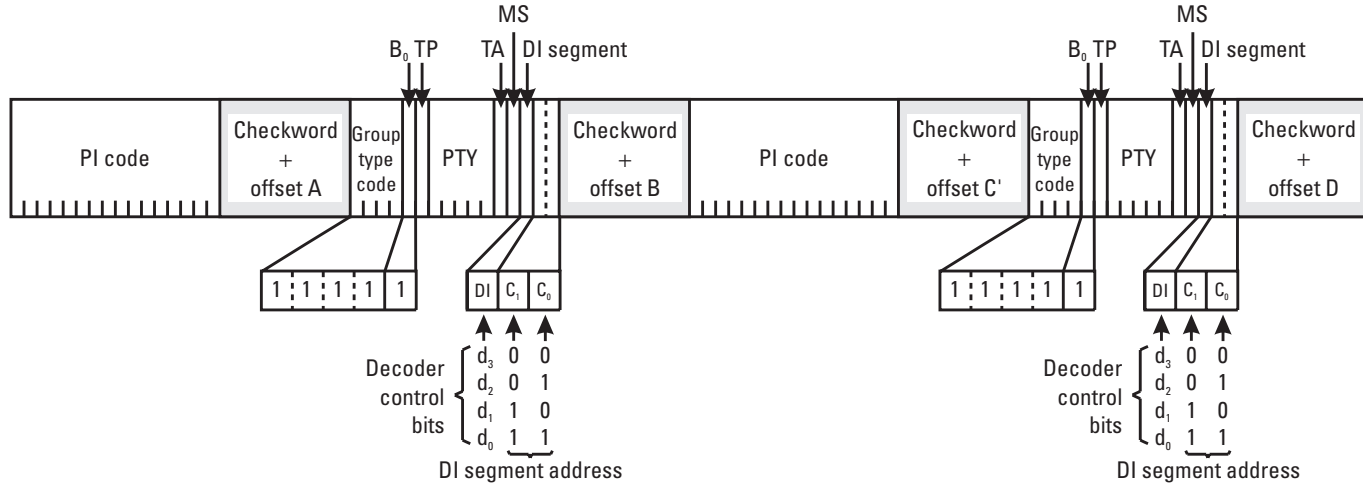 MS MS
B₀ TP TA DI segment B₀ TP TA DI segment
PI code Checkword + offset A Group type code PTY Checkword + offset B PI code Checkword + offset C' Group type code PTY Checkword + offset D
1 1 1 1 1 DI C₁ C₀ 1 1 1 1 1 DI C₁ C₀
Decoder control bits Decoder control bits
d₃ 0 0 d₃ 0 0
d₂ 0 1 d₂ 0 1
d₁ 1 0 d₁ 1 0
d₀ 1 1 d₀ 1 1
DI segment address DI segment address